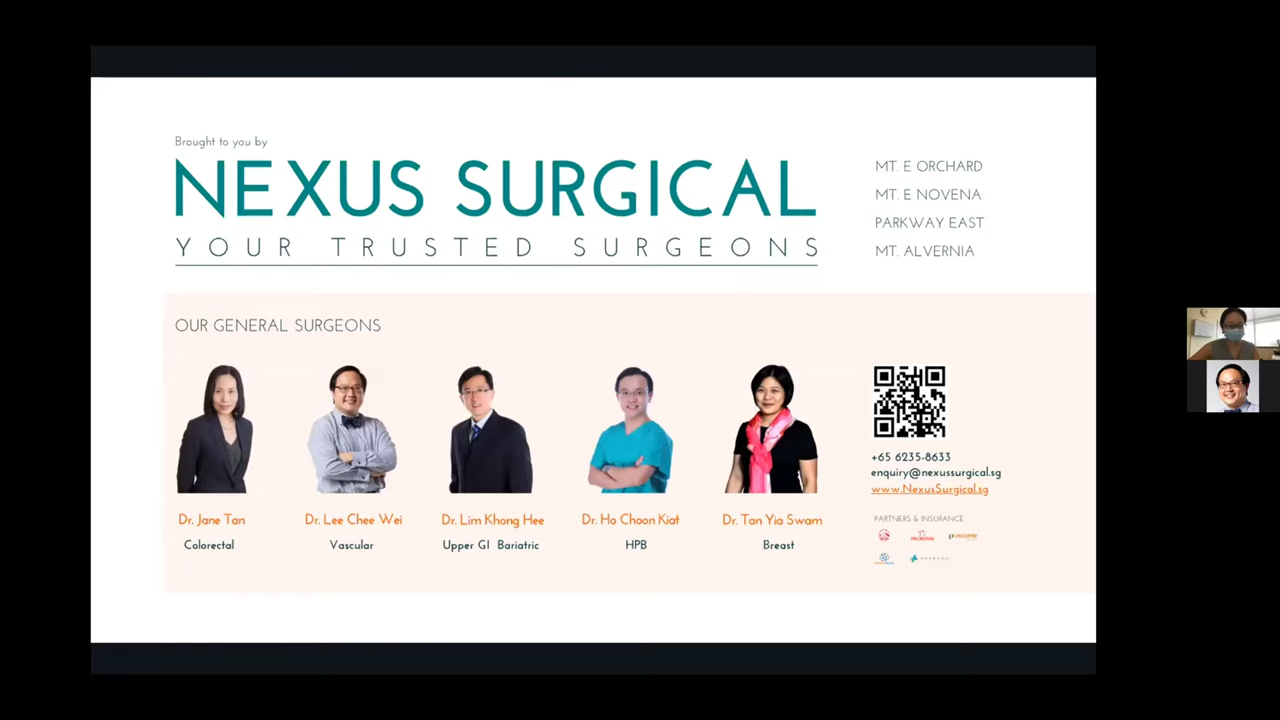 Brought to you by
NEXUS SURGICAL
YOUR TRUSTED SURGEONS
MT. E ORCHARD
MT. E NOVENA
PARKWAY EAST
MT. ALVERNIA
OUR GENERAL SURGEONS
Dr. Jane Tan
Colorectal
Dr. Lee Chee Wei
Vascular
Dr. Lim Khong Hee
Upper GI Bariatric
Dr. Ho Choon Kiat
HPB
Dr. Tan Yia Swam
Breast
+65 6235-8633
enquiry@nexussurgical.sg
www.NexusSurgical.sg
PARTNERS & INSURANCE
AIA
PRUDENTIAL
income